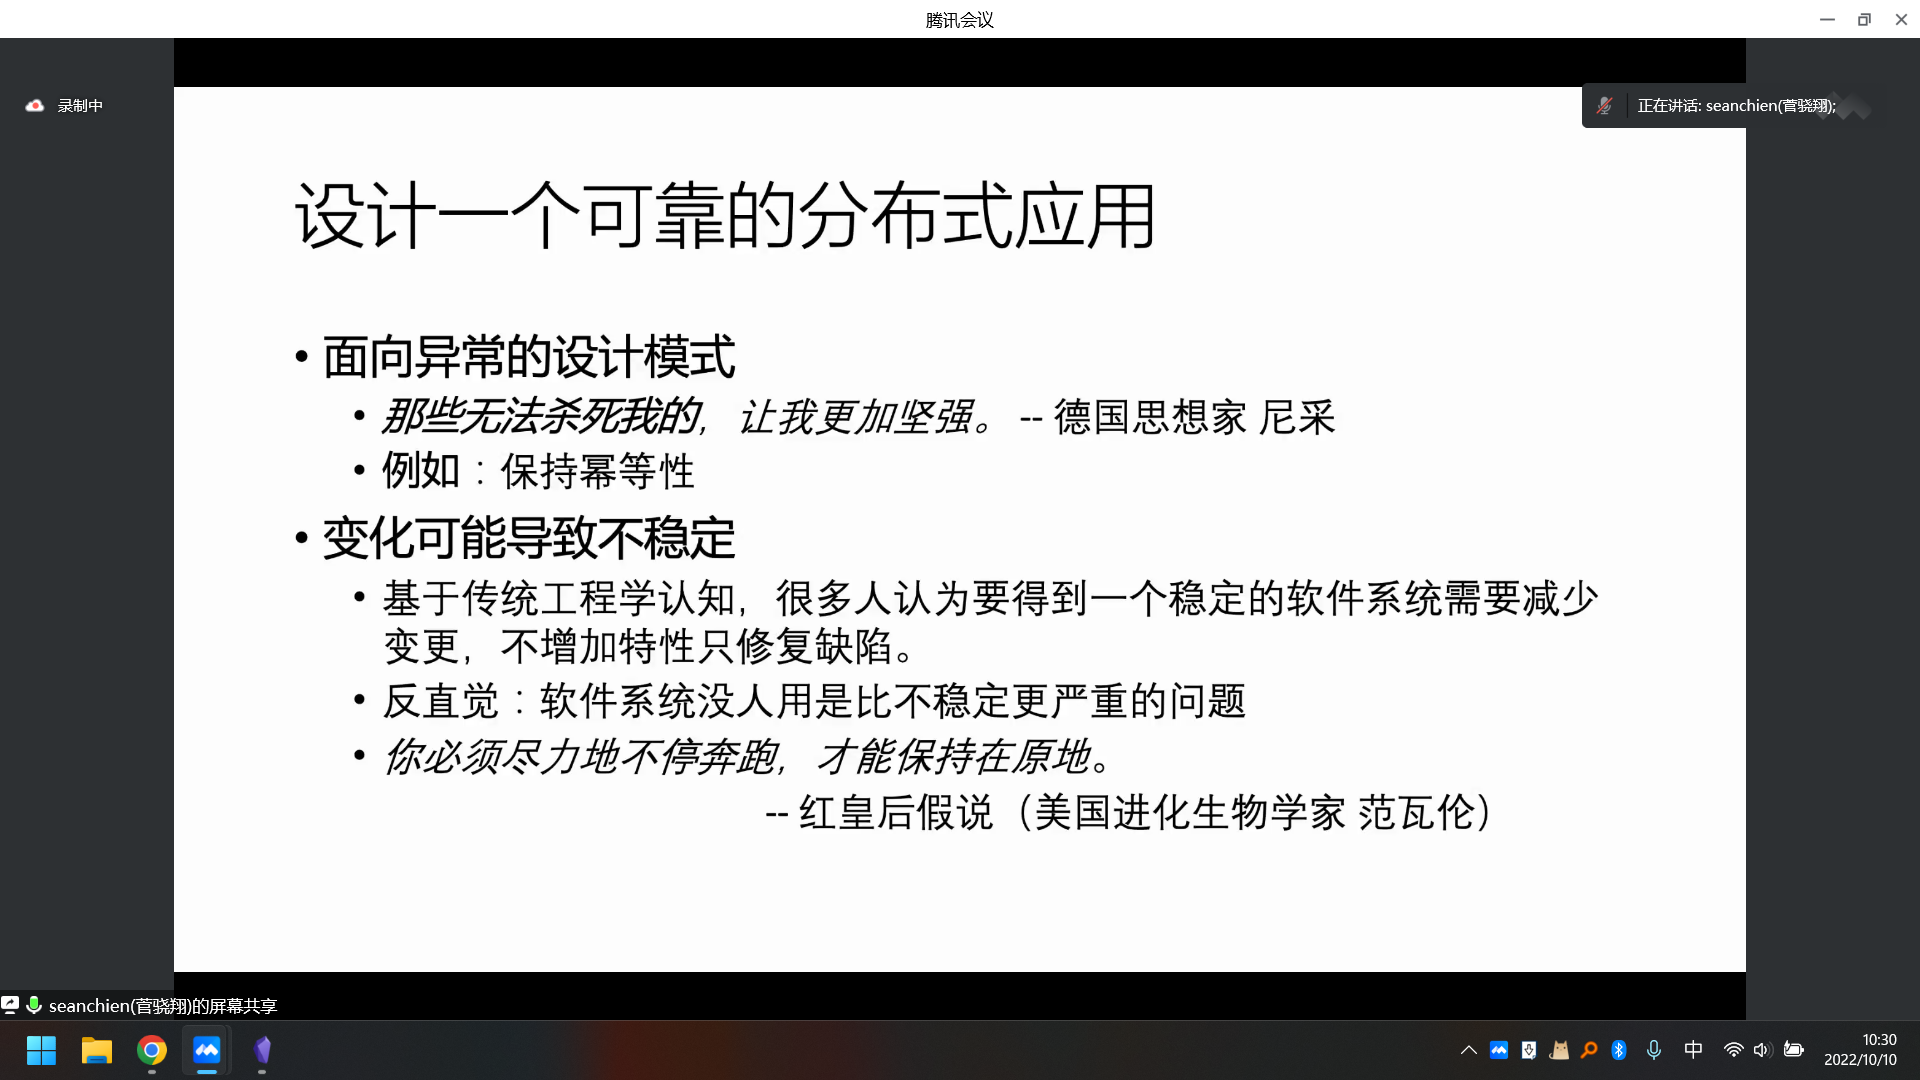 腾讯会议
录制中
正在讲话: seanchien(菅骁翔);
设计一个可靠的分布式应用
• 面向异常的设计模式
• 那些无法杀死我的，让我更加坚强。 -- 德国思想家 尼采
• 例如：保持幂等性
• 变化可能导致不稳定
• 基于传统工程学认知，很多人认为要得到一个稳定的软件系统需要减少
变更，不增加特性只修复缺陷。
• 反直觉：软件系统没人用是比不稳定更严重的问题
• 你必须尽力地不停奔跑，才能保持在原地。
-- 红皇后假说（美国进化生物学家 范瓦伦）
seanchien(菅骁翔)的屏幕共享
中
10:30
2022/10/10